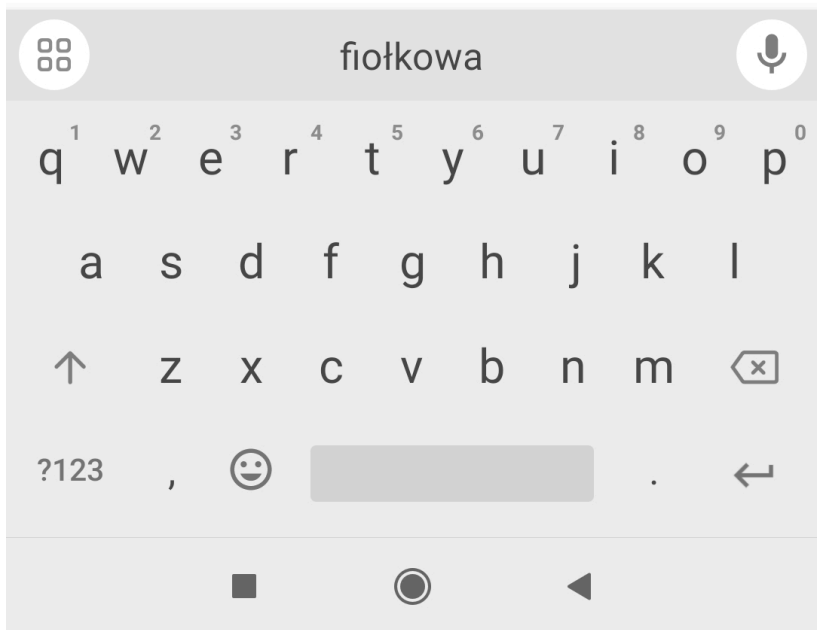 fiołkowa
1 2 3 4 5 6 7 8 9 0
q w e r t y u i o p
a s d f g h j k l
z x c v b n m
?123 , .